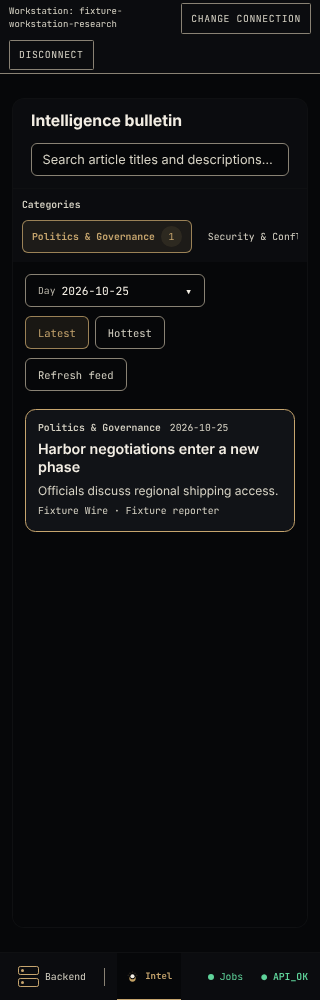 Workstation: fixture-
workstation-research
CHANGE CONNECTION
DISCONNECT
Intelligence bulletin
Search article titles and descriptions...
Categories
Politics & Governance 1
Security & Conf
Day 2026-10-25
Latest
Hottest
Refresh feed
Politics & Governance 2026-10-25
Harbor negotiations enter a new
phase
Officials discuss regional shipping access.
Fixture Wire · Fixture reporter
Backend
Intel
Jobs
API_OK